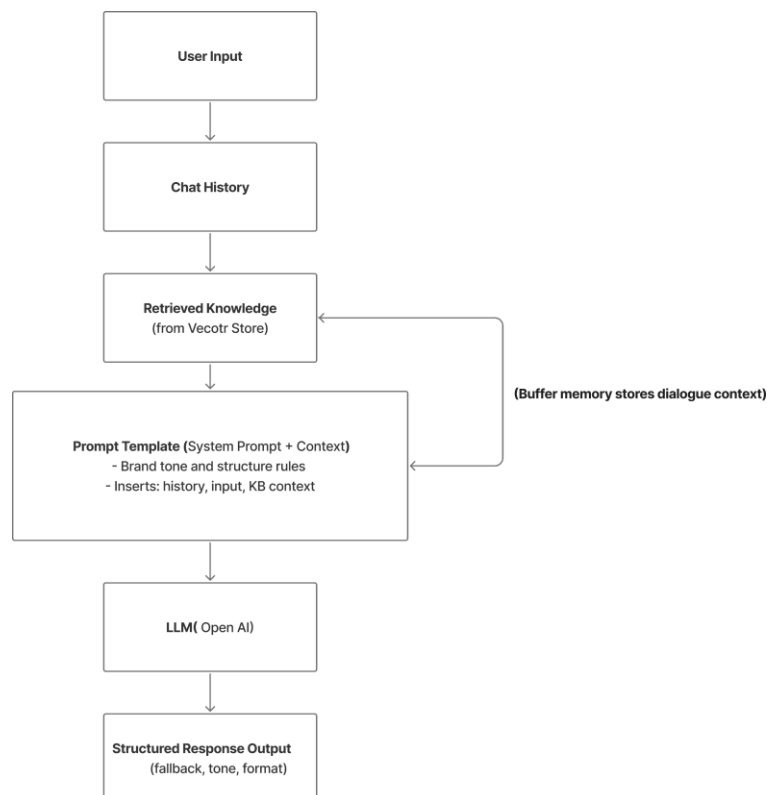 User Input
Chat History
Retrieved Knowledge
(from Vecotr Store)
(Buffer memory stores dialogue context)
Prompt Template (System Prompt + Context)
- Brand tone and structure rules
- Inserts: history, input, KB context
LLM( Open AI)
Structured Response Output
(fallback, tone, format)